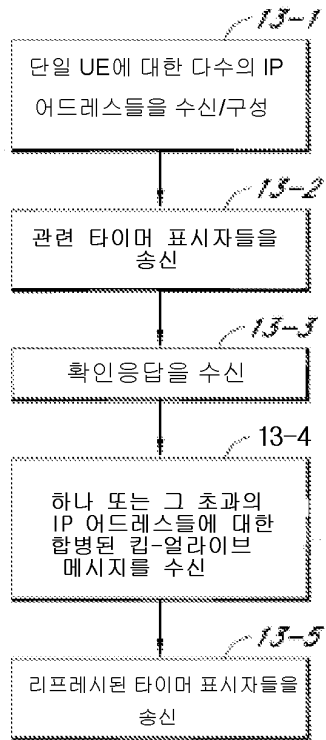 13-1
단일 UE에 대한 다수의 IP
어드레스들을 수신/구성
13-2
관련 타이머 표시자들을
송신
13-3
확인응답을 수신
13-4
하나 또는 그 초과의
IP 어드레스들에 대한
합병된 킵-얼라이브
메시지를 수신
13-5
리프레시된 타이머 표시자들을
송신